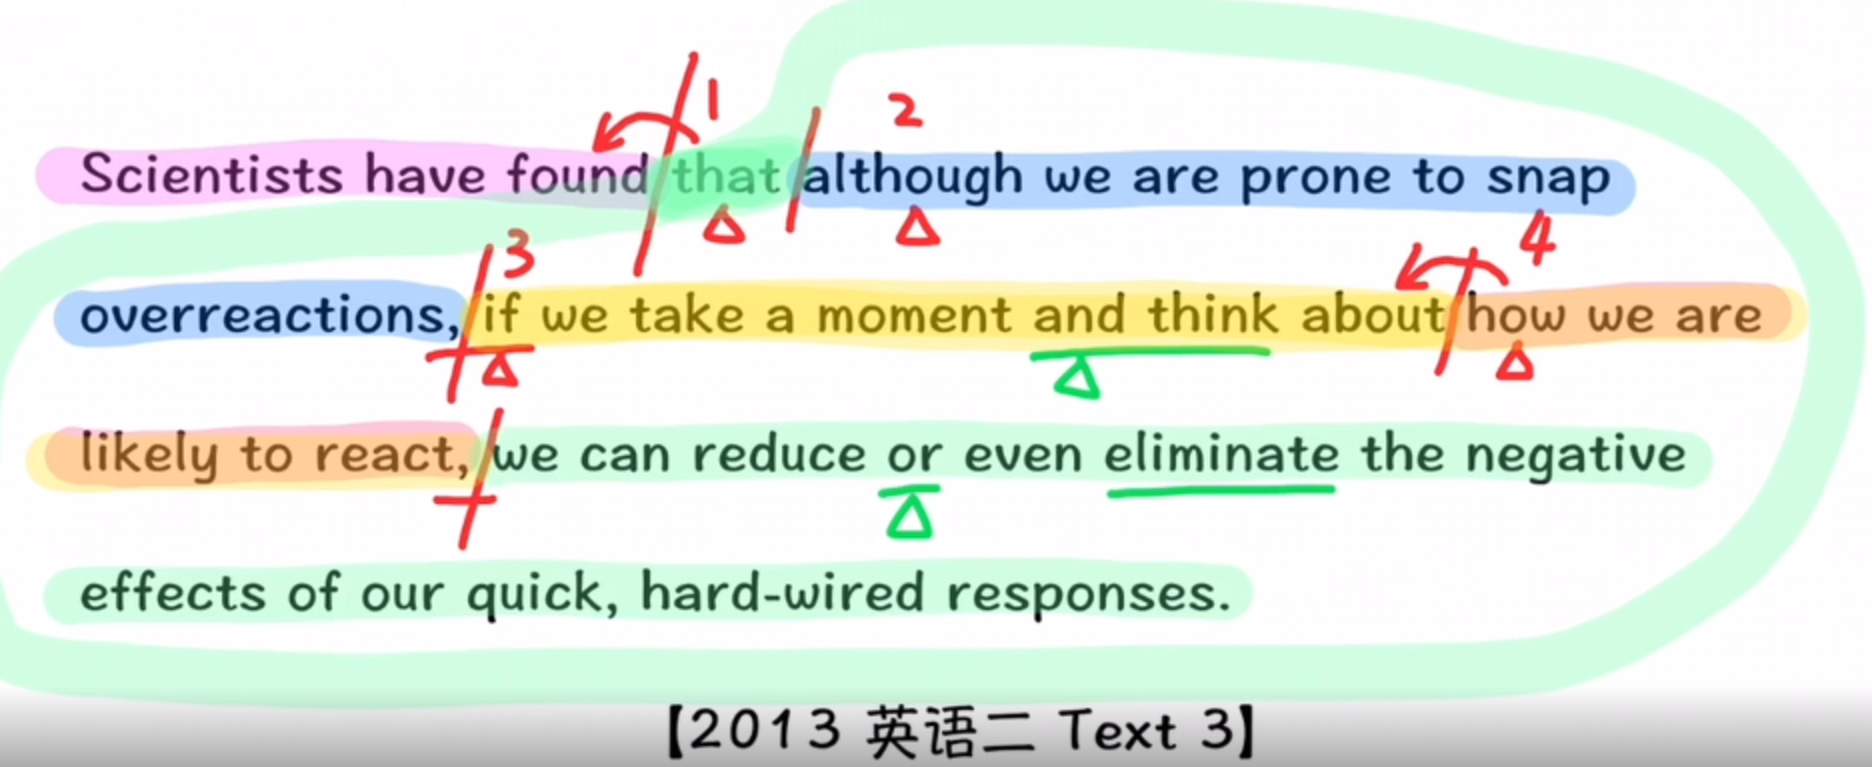 1 2
Scientists have found that although we are prone to snap
3 4
overreactions, if we take a moment and think about how we are
likely to react, we can reduce or even eliminate the negative
effects of our quick, hard-wired responses.
【2013 英语二 Text 3】